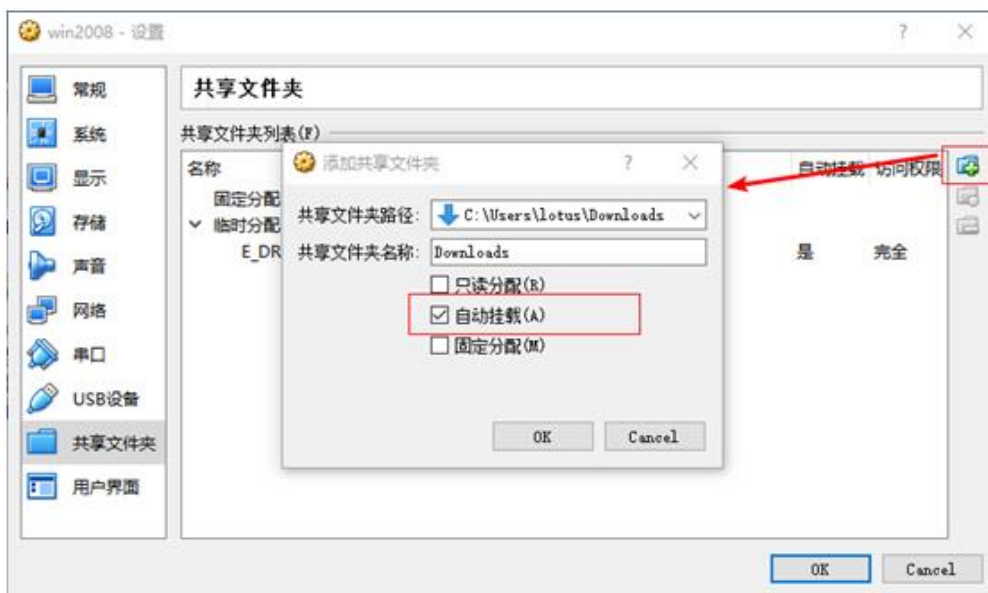 win2008 - 设置
?
常规
系统
显示
存储
声音
网络
串口
USB设备
共享文件夹
用户界面
共享文件夹
共享文件夹列表(F)
名称 自动挂载 访问权限
固定分配
临时分配
E_DR 是 完全
添加共享文件夹
?
共享文件夹路径: C:\Users\lotus\Downloads
共享文件夹名称: Downloads
只读分配(R)
自动挂载(A)
固定分配(M)
OK Cancel
OK Cancel